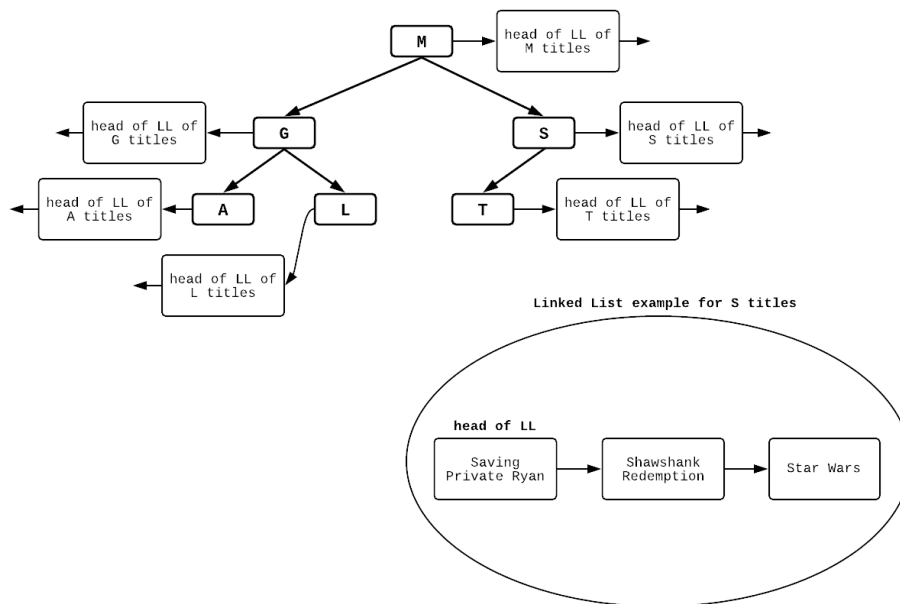 M
head of LL of
M titles
head of LL of
G titles
G
S
head of LL of
S titles
head of LL of
A titles
A
L
T
head of LL of
T titles
head of LL of
L titles
Linked List example for S titles
head of LL
Saving
Private Ryan
Shawshank
Redemption
Star Wars